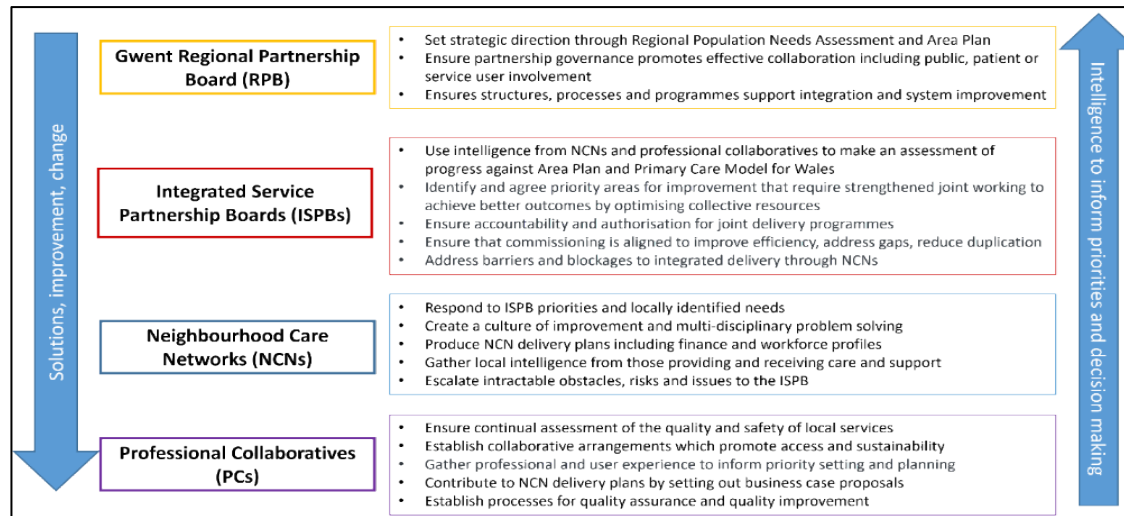 Solutions, improvement, change
Gwent Regional Partnership
Board (RPB)
• Set strategic direction through Regional Population Needs Assessment and Area Plan
• Ensure partnership governance promotes effective collaboration including public, patient or
service user involvement
• Ensures structures, processes and programmes support integration and system improvement
Integrated Service
Partnership Boards (ISPBs)
• Use intelligence from NCNs and professional collaboratives to make an assessment of
progress against Area Plan and Primary Care Model for Wales
• Identify and agree priority areas for improvement that require strengthened joint working to
achieve better outcomes by optimising collective resources
• Ensure accountability and authorisation for joint delivery programmes
• Ensure that commissioning is aligned to improve efficiency, address gaps, reduce duplication
• Address barriers and blockages to integrated delivery through NCNs
Neighbourhood Care
Networks (NCNs)
• Respond to ISPB priorities and locally identified needs
• Create a culture of improvement and multi-disciplinary problem solving
• Produce NCN delivery plans including finance and workforce profiles
• Gather local intelligence from those providing and receiving care and support
• Escalate intractable obstacles, risks and issues to the ISPB
Professional Collaboratives
(PCs)
• Ensure continual assessment of the quality and safety of local services
• Establish collaborative arrangements which promote access and sustainability
• Gather professional and user experience to inform priority setting and planning
• Contribute to NCN delivery plans by setting out business case proposals
• Establish processes for quality assurance and quality improvement
Intelligence to inform priorities and decision making